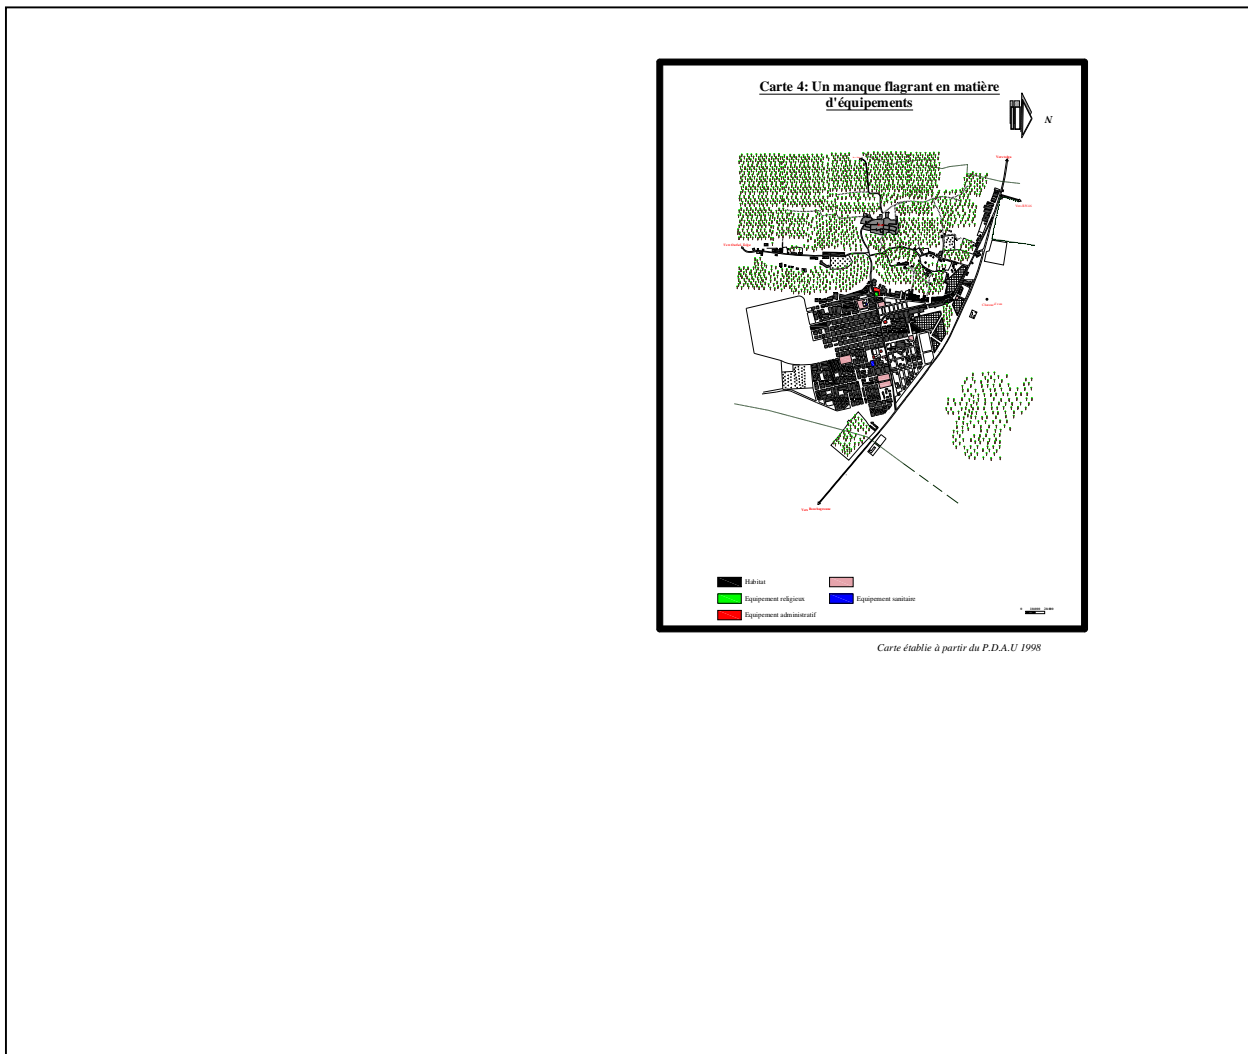 Carte 4: Un manque flagrant en matière
d'équipements
N
Habitat
Equipement religieux
Equipement sanitaire
Equipement administratif
Carte établie à partir du P.D.A.U 1998